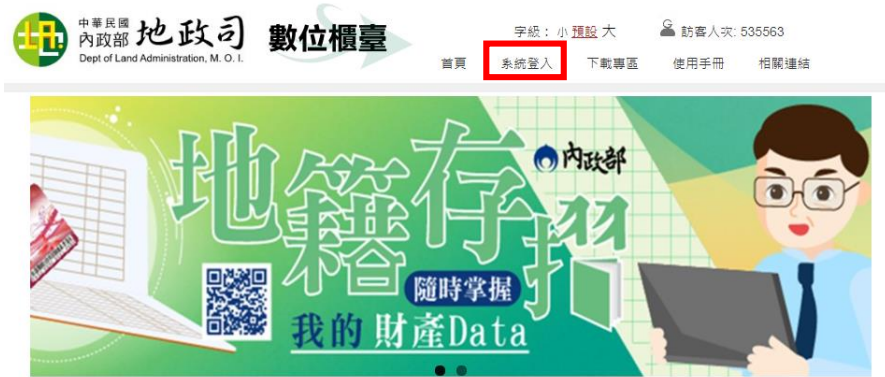 中華民國
內政部 地政司
Dept of Land Administration, M. O. I.
數位櫃臺
字級： 小 預設 大
訪客人次: 535563
首頁 系統登入 下載專區 使用手冊 相關連結
內政部
地籍存摺
隨時掌握
我的 財產Data